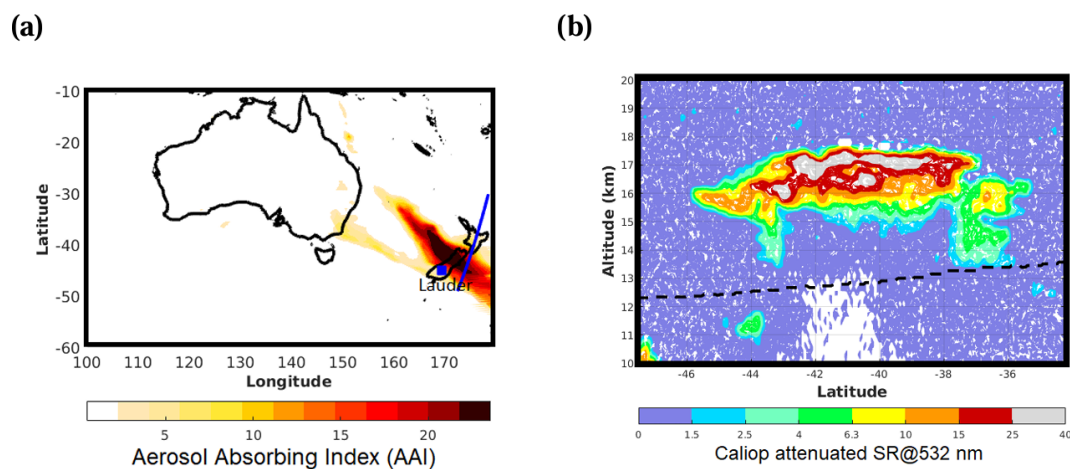 (a)
(b)
Latitude
-10
-20
-30
-40
-50
-60
Lauder
100 110 120 130 140 150 160 170
Longitude
5 10 15 20
Aerosol Absorbing Index (AAI)
Altitude (km)
20
19
18
17
16
15
14
13
12
11
10
-46 -44 -42 -40 -38 -36
Latitude
0 1.5 2.5 4 6.3 10 15 25 40
Caliop attenuated SR@532 nm